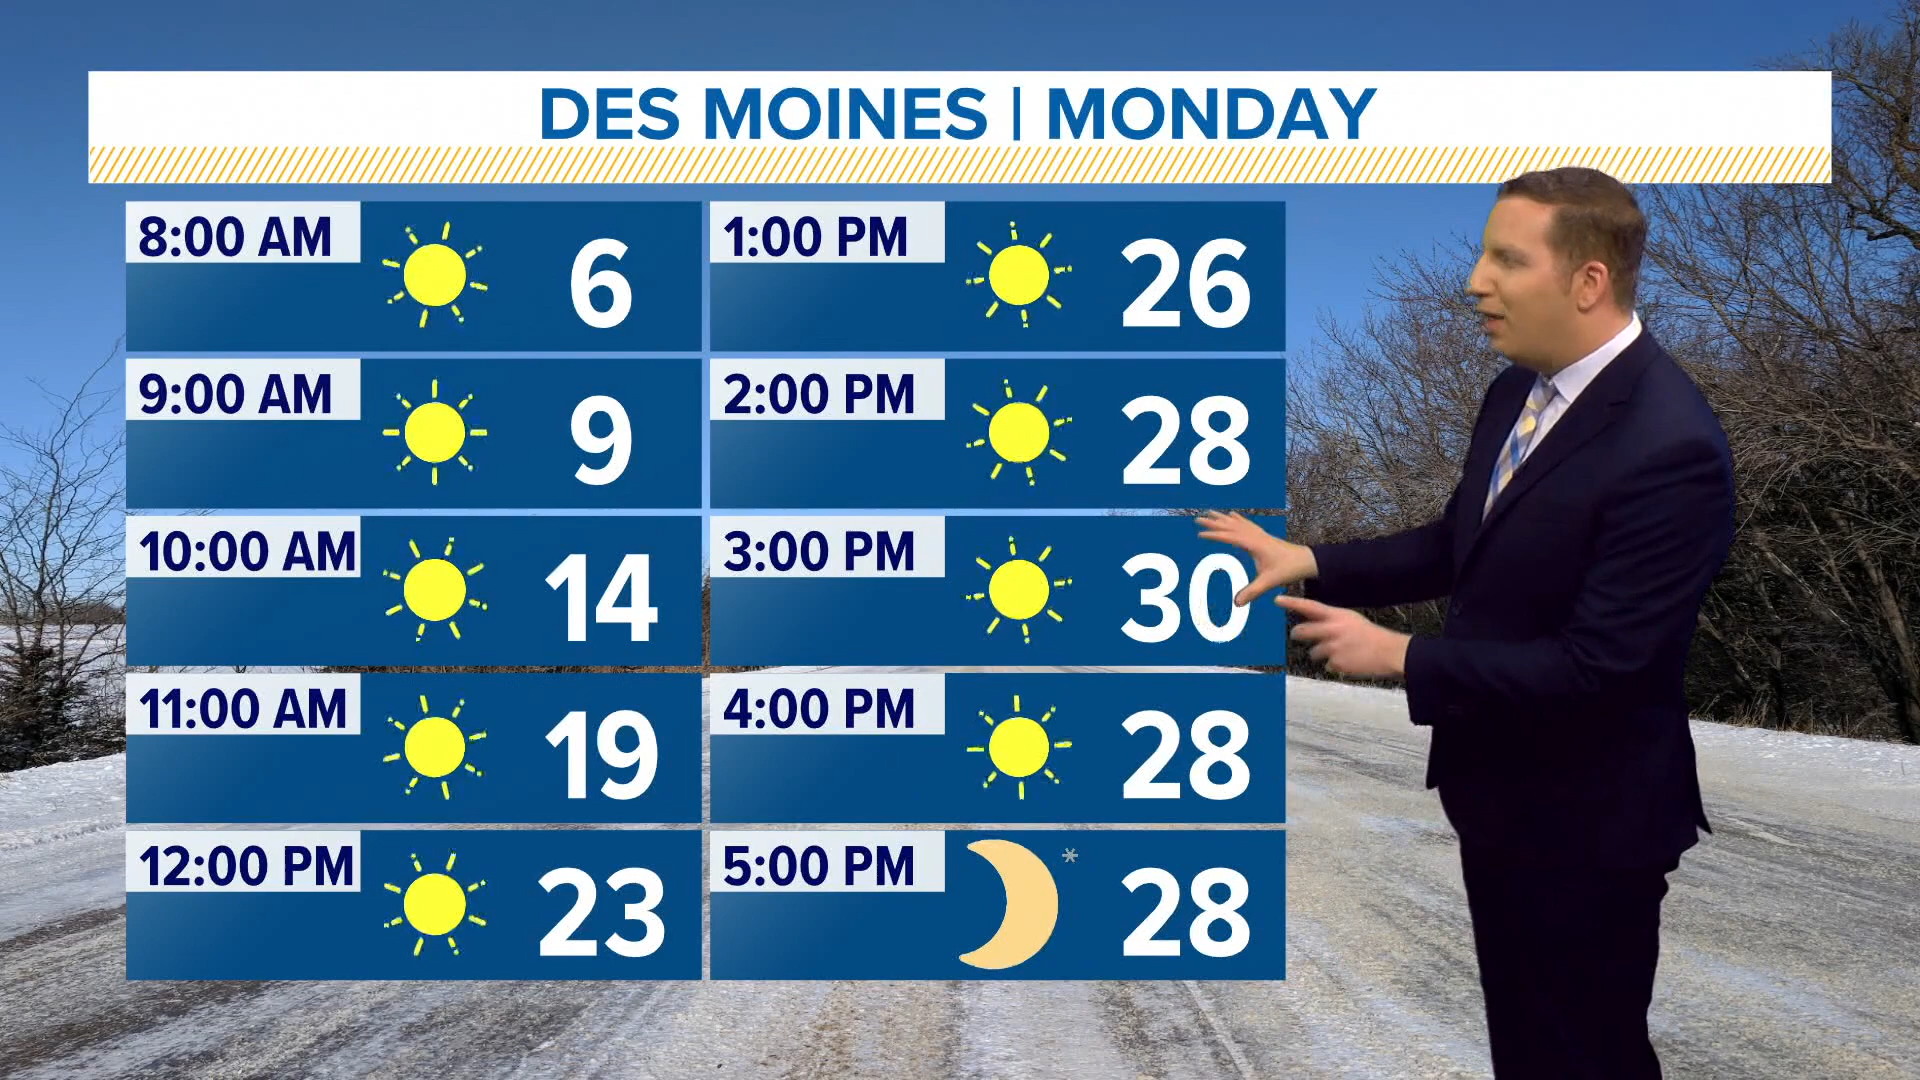 DES MOINES | MONDAY
8:00 AM
6
9:00 AM
9
10:00 AM
14
11:00 AM
19
12:00 PM
23
1:00 PM
26
2:00 PM
28
3:00 PM
30
4:00 PM
28
5:00 PM
28